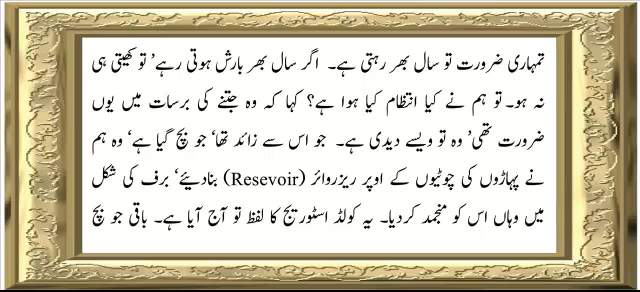 تمہاری ضرورت تو سال بھر رہتی ہے۔ اگر سال بھر بارش ہوتی رہے’ تو کھیتی ہی
نہ ہو۔ تو ہم نے کیا انتظام کیا ہوا ہے؟ کہا کہ وہ جتنے کی برسات میں یوں
ضرورت تھی’ وہ تو ویسے دیدی ہے۔ جو اس سے زائد تھا‘ جو بچ گیا ہے‘ وہ ہم
نے پہاڑوں کی چوٹیوں کے اوپر ریزروائر (Resevoir) بنادیئے‘ برف کی شکل
میں وہاں اس کو منجمد کردیا۔ یہ کولڈ اسٹوریج کا لفظ تو آج آیا ہے۔ باقی جو بچ